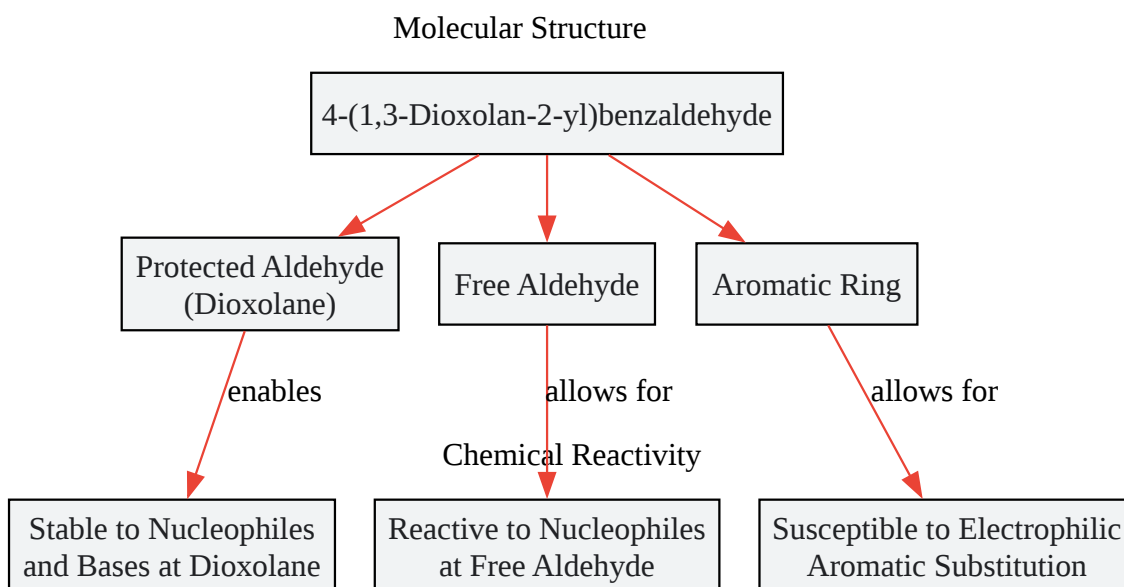 Molecular Structure
4-(1,3-Dioxolan-2-yl)benzaldehyde
Protected Aldehyde
(Dioxolane)
Free Aldehyde
Aromatic Ring
enables
allows for
allows for
Chemical Reactivity
Stable to Nucleophiles
and Bases at Dioxolane
Reactive to Nucleophiles
at Free Aldehyde
Susceptible to Electrophilic
Aromatic Substitution